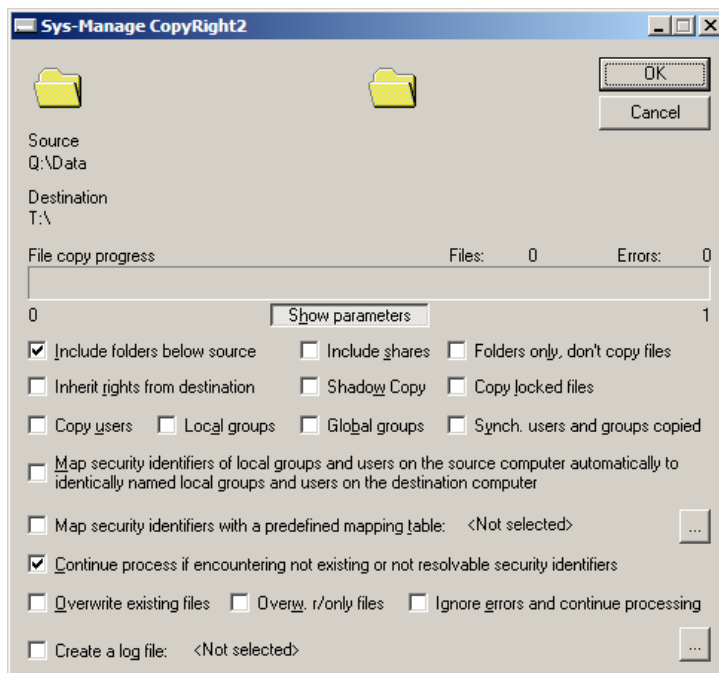 Sys-Manage CopyRight2
OK
Cancel
Source
Q:\Data
Destination
T:\
File copy progress Files: 0 Errors: 0
0 Show parameters 1
Include folders below source Include shares Folders only, don't copy files
Inherit rights from destination Shadow Copy Copy locked files
Copy users Local groups Global groups Synch. users and groups copied
Map security identifiers of local groups and users on the source computer automatically to
identically named local groups and users on the destination computer
Map security identifiers with a predefined mapping table: <Not selected> ...
Continue process if encountering not existing or not resolvable security identifiers
Overwrite existing files Overw. r/only files Ignore errors and continue processing
Create a log file: <Not selected> ...